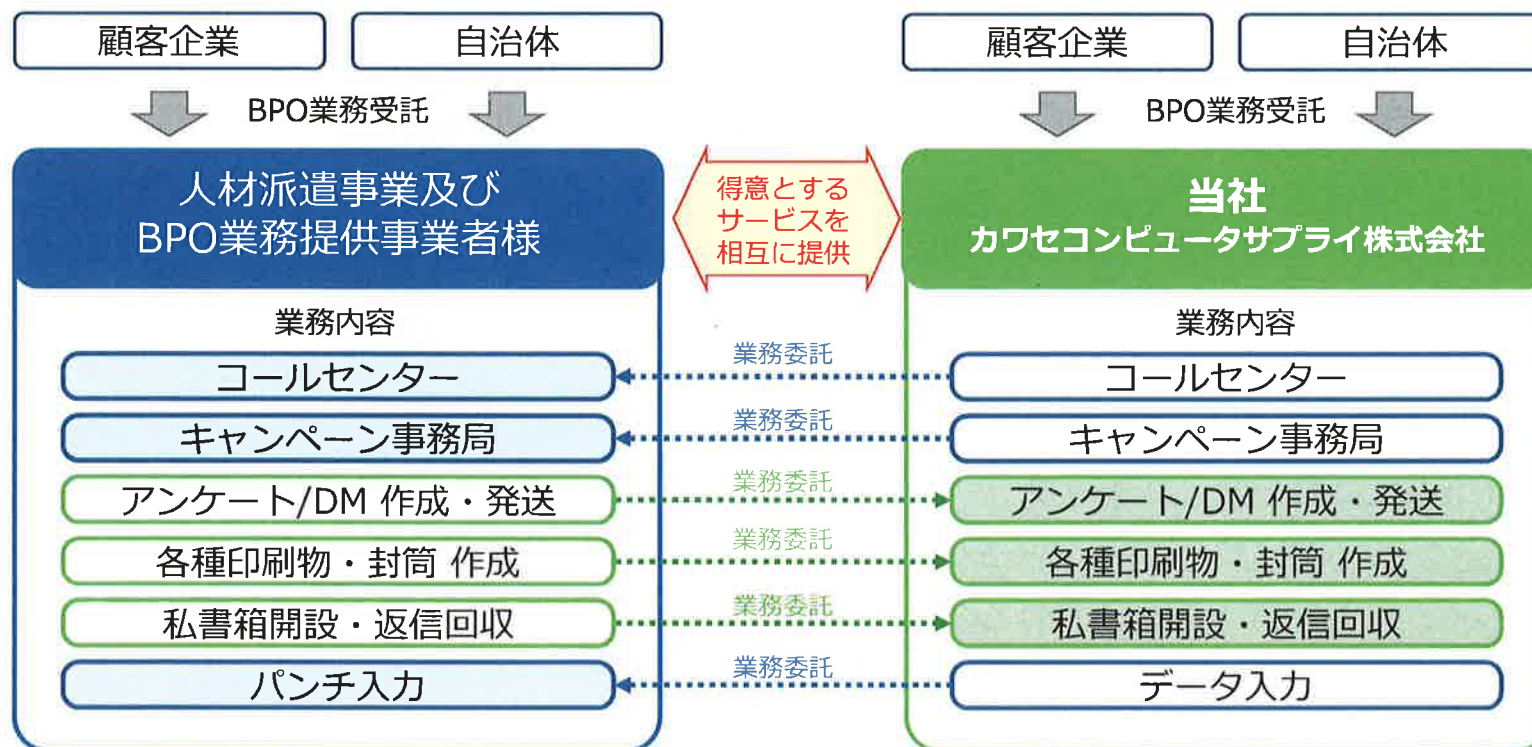 顧客企業
自治体
顧客企業
自治体
BPO業務受託
BPO業務受託
人材派遣事業及び
BPO業務提供事業者様
得意とする
サービスを
相互に提供
当社
カワセコンピュータサプライ株式会社
業務内容
業務内容
コールセンター
業務委託
コールセンター
キャンペーン事務局
業務委託
キャンペーン事務局
アンケート/DM 作成・発送
業務委託
アンケート/DM 作成・発送
各種印刷物・封筒 作成
業務委託
各種印刷物・封筒 作成
私書箱開設・返信回収
業務委託
私書箱開設・返信回収
パンチ入力
業務委託
データ入力